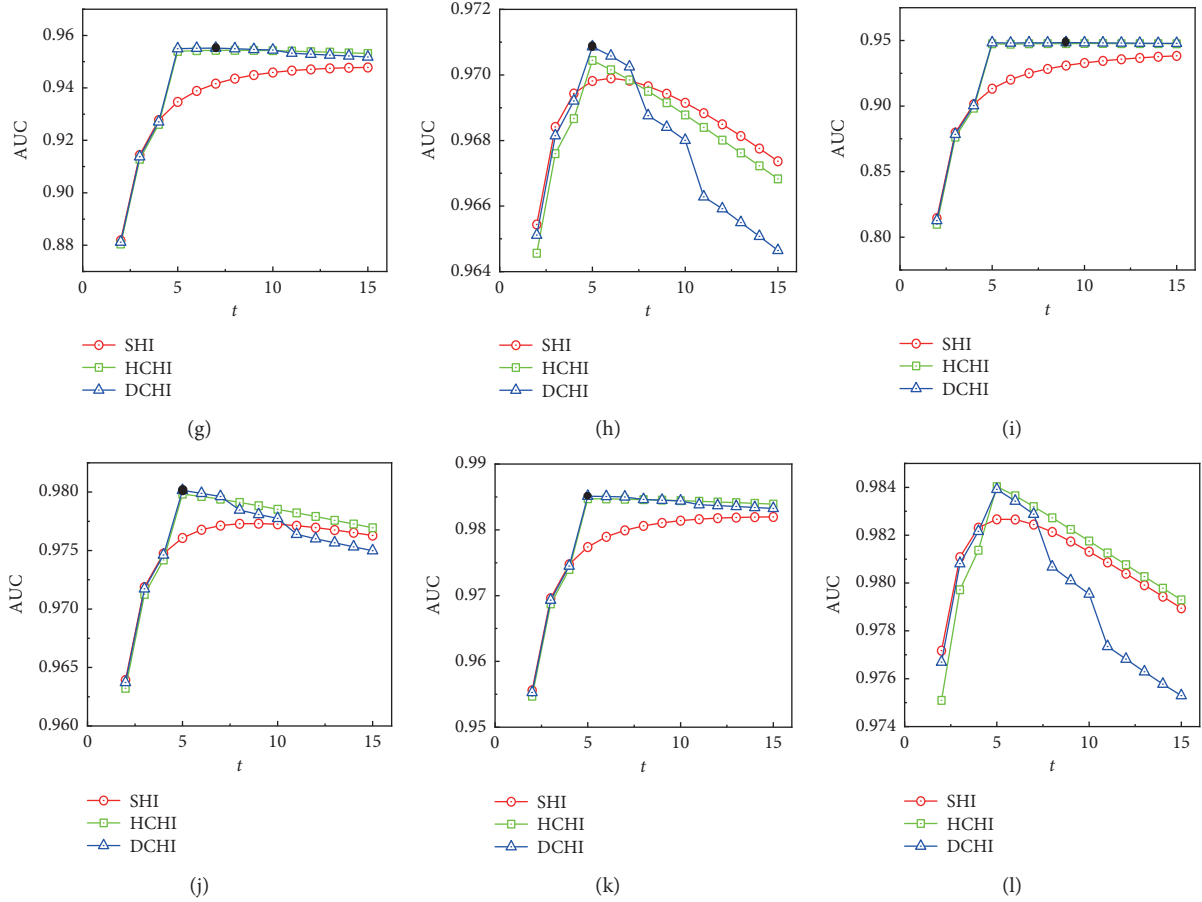 0.96
0.94
0.92
0.90
0.88
AUC
0 5 10 15
t
SHI
HCHI
DCHI
(g)
0.972
0.970
0.968
0.966
0.964
AUC
0 5 10 15
t
SHI
HCHI
DCHI
(h)
0.95
0.90
0.85
0.80
AUC
0 5 10 15
t
SHI
HCHI
DCHI
(i)
0.980
0.975
0.970
0.965
0.960
AUC
0 5 10 15
t
SHI
HCHI
DCHI
(j)
0.99
0.98
0.97
0.96
0.95
AUC
0 5 10 15
t
SHI
HCHI
DCHI
(k)
0.984
0.982
0.980
0.978
0.976
0.974
AUC
0 5 10 15
t
SHI
HCHI
DCHI
(l)